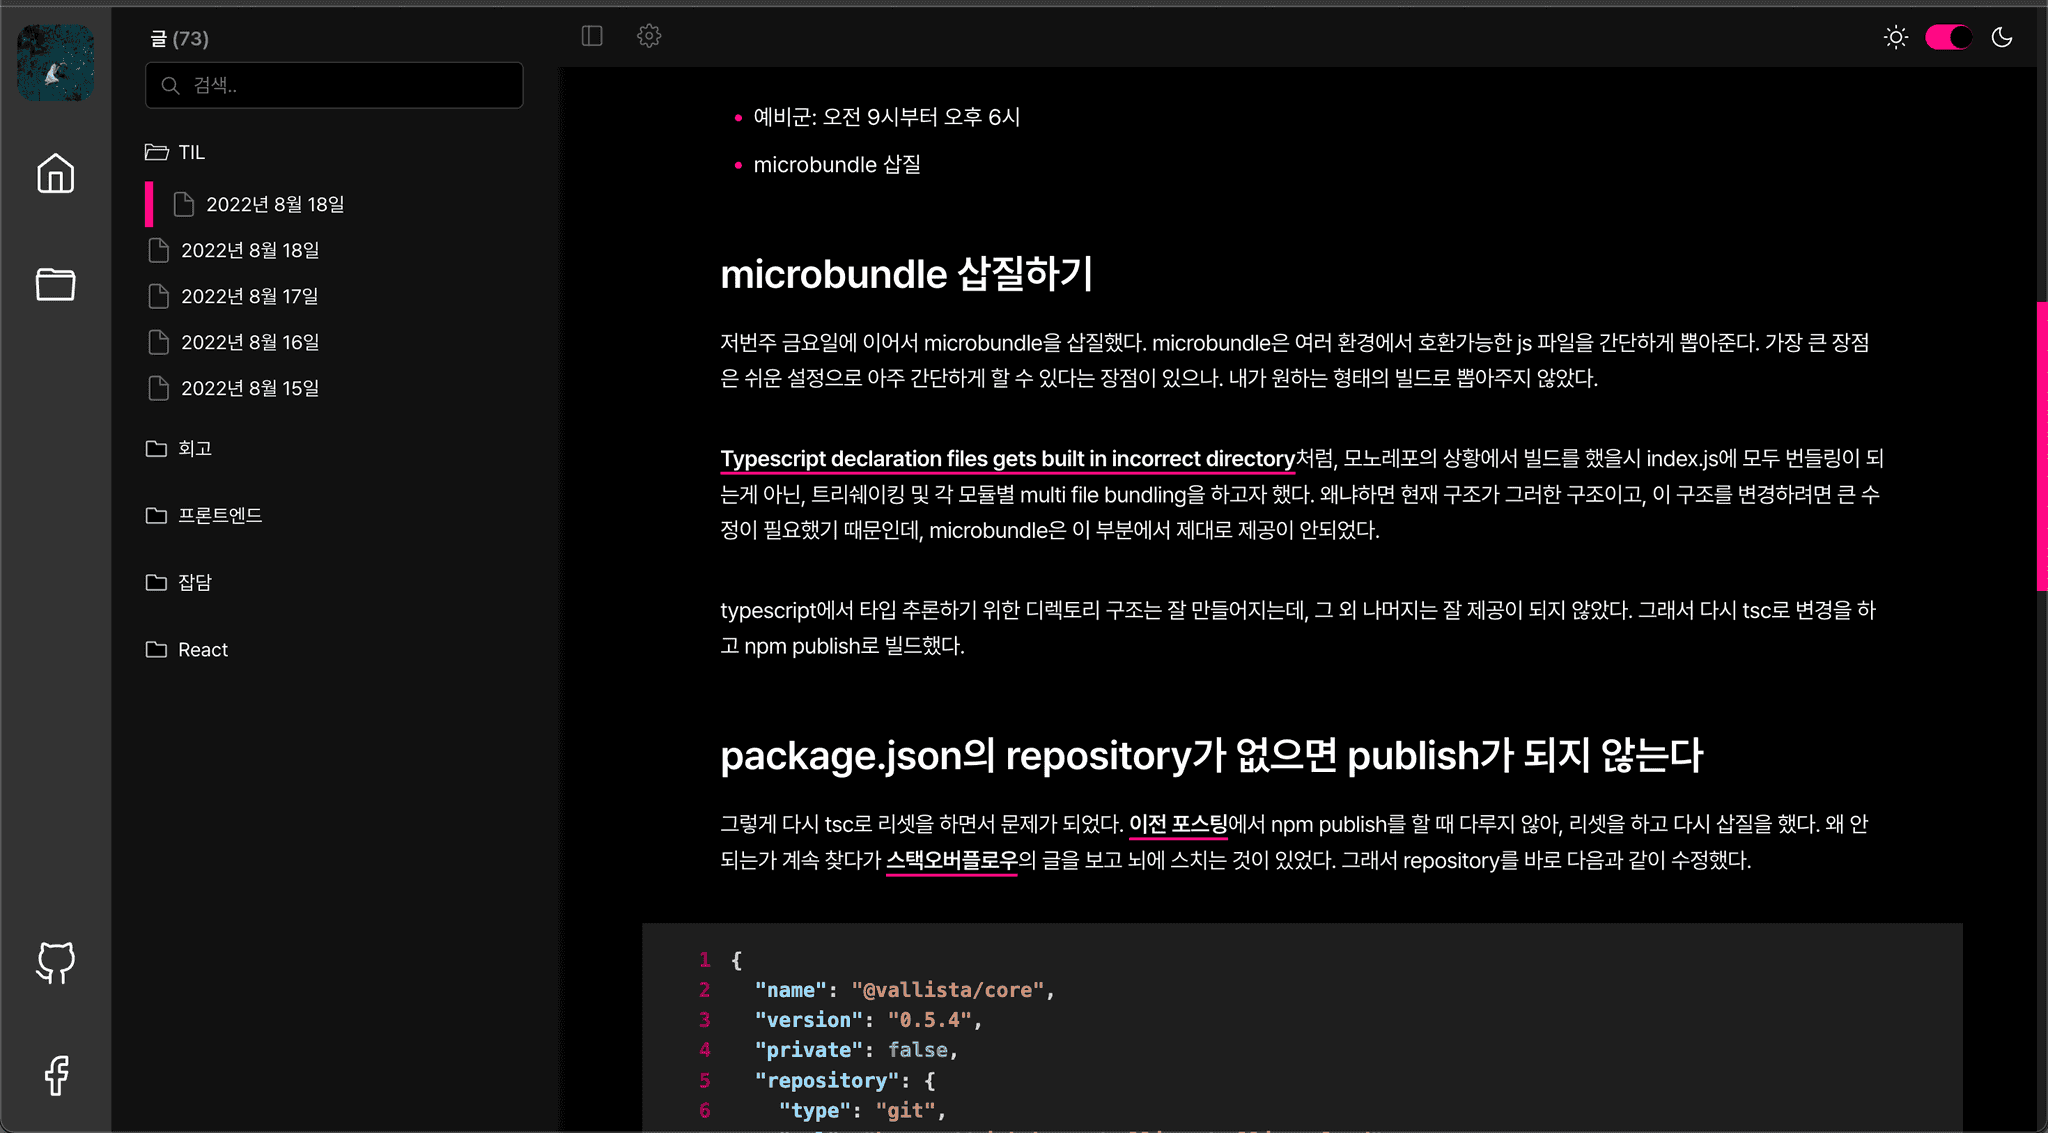 글 (73)
검색..
TIL
2022년 8월 18일
2022년 8월 18일
2022년 8월 17일
2022년 8월 16일
2022년 8월 15일
회고
프론트엔드
잡담
React
예비군: 오전 9시부터 오후 6시
microbundle 삽질
microbundle 삽질하기
저번주 금요일에 이어서 microbundle을 삽질했다. microbundle은 여러 환경에서 호환가능한 js 파일을 간단하게 뽑아준다. 가장 큰 장점
은 쉬운 설정으로 아주 간단하게 할 수 있다는 장점이 있으나. 내가 원하는 형태의 빌드로 뽑아주지 않았다.
Typescript declaration files gets built in incorrect directory처럼, 모노레포의 상황에서 빌드를 했을시 index.js에 모두 번들링이 되
는게 아닌, 트리쉐이킹 및 각 모듈별 multi file bundling을 하고자 했다. 왜냐하면 현재 구조가 그러한 구조이고, 이 구조를 변경하려면 큰 수
정이 필요했기 때문인데, microbundle은 이 부분에서 제대로 제공이 안되었다.
typescript에서 타입 추론하기 위한 디렉토리 구조는 잘 만들어지는데, 그 외 나머지는 잘 제공이 되지 않았다. 그래서 다시 tsc로 변경을 하
고 npm publish로 빌드했다.
package.json의 repository가 없으면 publish가 되지 않는다
그렇게 다시 tsc로 리셋을 하면서 문제가 되었다. 이전 포스팅에서 npm publish를 할 때 다루지 않아, 리셋을 하고 다시 삽질을 했다. 왜 안
되는가 계속 찾다가 스택오버플로우의 글을 보고 뇌에 스치는 것이 있었다. 그래서 repository를 바로 다음과 같이 수정했다.
1 {
2 "name": "@vallista/core",
3 "version": "0.5.4",
4 "private": false,
5 "repository": {
6 "type": "git",